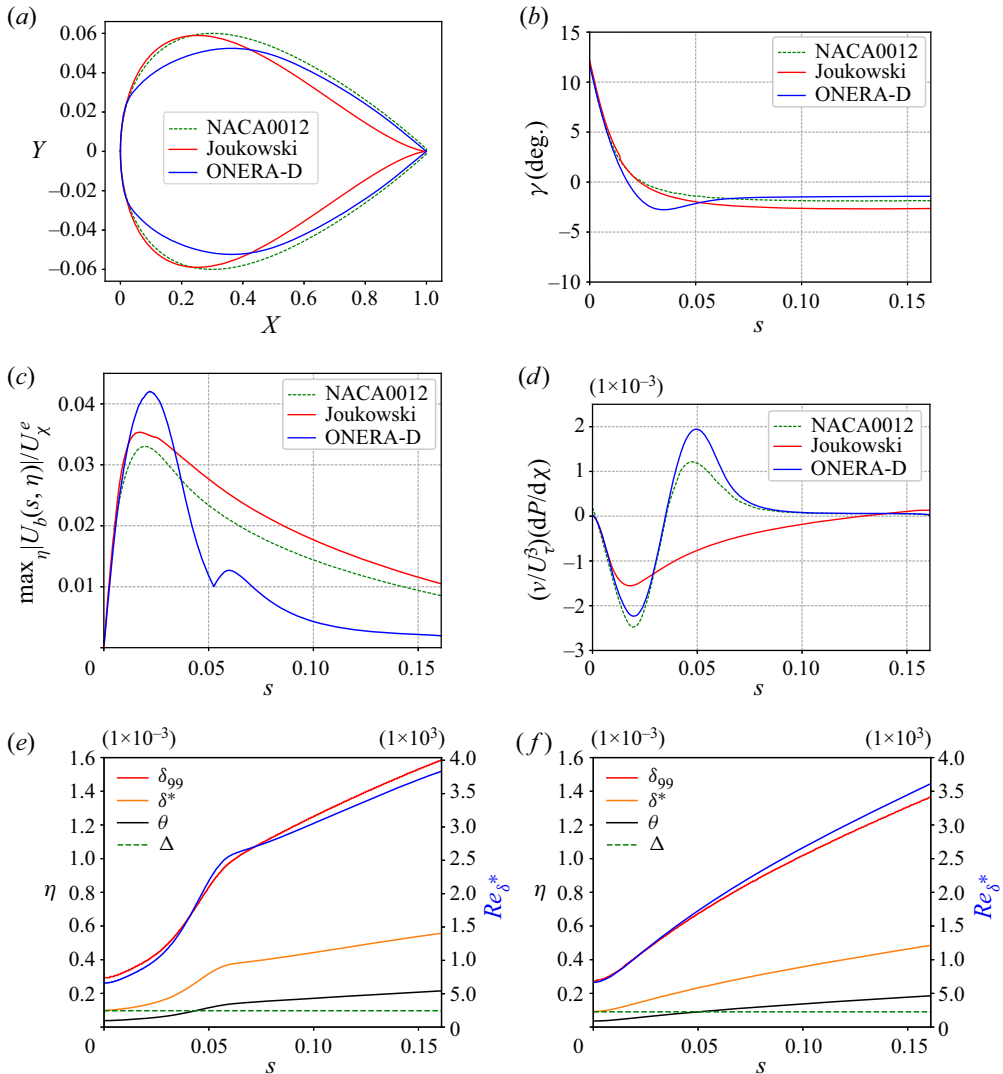 (a)
0.06
0.04
0.02
0
−0.02
−0.04
−0.06
Y
NACA0012
Joukowski
ONERA-D
0 0.2 0.4 0.6 0.8 1.0
X
(b)
15
10
5
0
−5
−10
γ (deg.)
NACA0012
Joukowski
ONERA-D
0 0.05 0.10 0.15
s
(c)
0.04
0.03
0.02
0.01
max_η|U_b(s, η)|/U_χ^e
NACA0012
Joukowski
ONERA-D
0 0.05 0.10 0.15
s
(d)
(1×10⁻³)
2
1
0
−1
−2
−3
(ν/U_τ^3)(dP/dχ)
NACA0012
Joukowski
ONERA-D
0 0.05 0.10 0.15
s
(e)
(1×10⁻³) (1×10³)
1.6
1.4
1.2
1.0
0.8
0.6
0.4
0.2
η
δ₉₉
δ*
θ
Δ
4.0
3.5
3.0
2.5
2.0
1.5
1.0
5.0
0
Re_δ*
0 0.05 0.10 0.15
s
(f)
(1×10⁻³) (1×10³)
1.6
1.4
1.2
1.0
0.8
0.6
0.4
0.2
η
δ₉₉
δ*
θ
Δ
4.0
3.5
3.0
2.5
2.0
1.5
1.0
5.0
0
Re_δ*
0 0.05 0.10 0.15
s